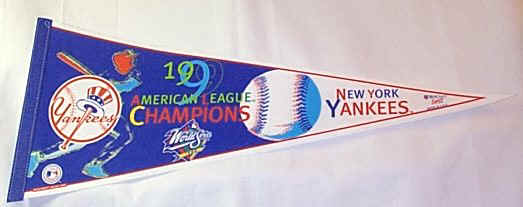 Yankees
1999
AMERICAN LEAGUE
CHAMPIONS
World Series
NEW YORK
YANKEES